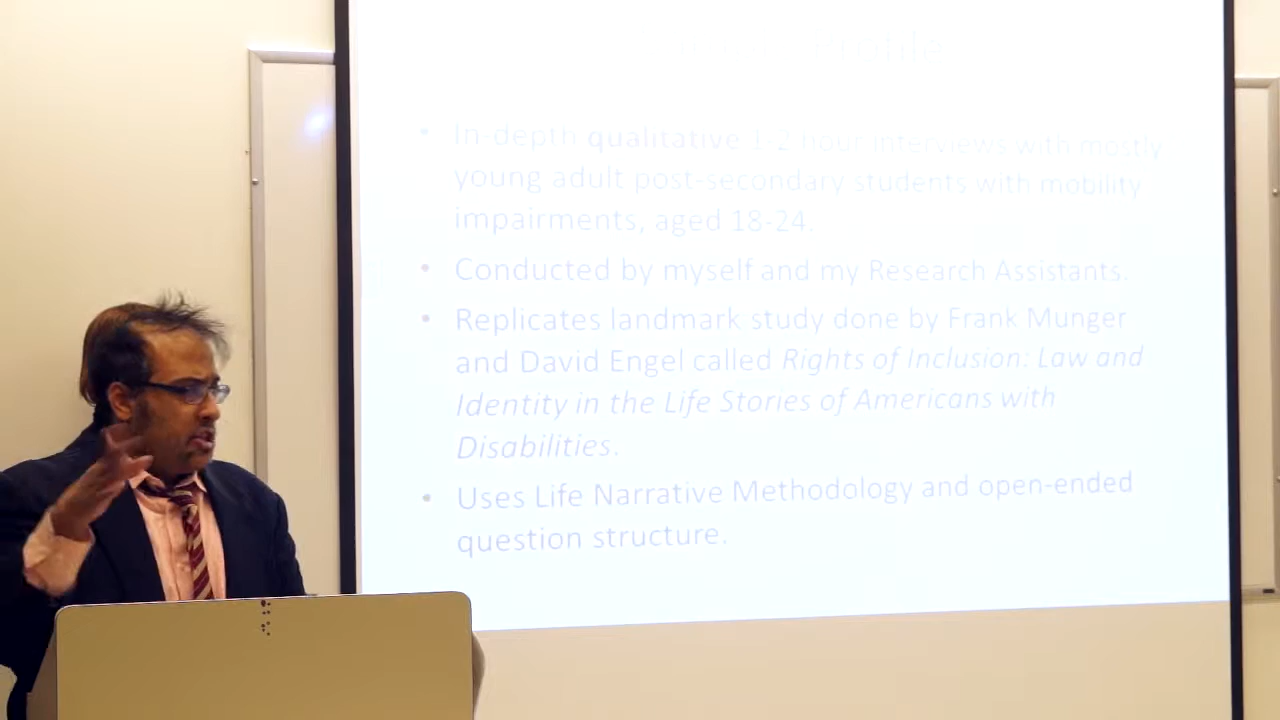 • In-depth qualitative 1-2 hour interviews with mostly
young adult post-secondary students with mobility
impairments, aged 18-24.
• Conducted by myself and my Research Assistants.
• Replicates landmark study done by Frank Munger
and David Engel called Rights of Inclusion: Law and
Identity in the Life Stories of Americans with
Disabilities.
• Uses Life Narrative Methodology and open-ended
question structure.